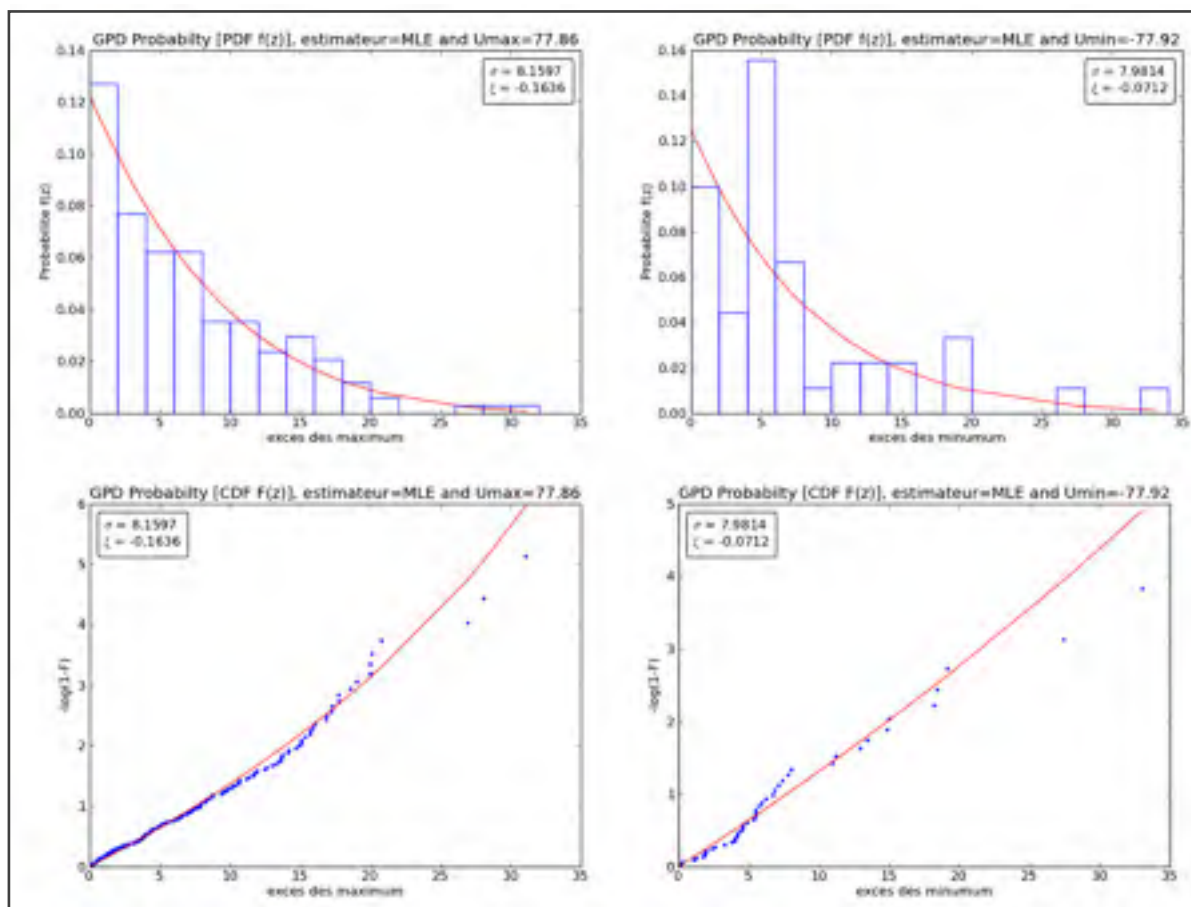 GPD Probabilty [PDF f(z)], estimateur=MLE and Umax=77.86
σ = 8.1597
ξ = -0.1636
0.14
0.12
0.10
0.08
0.06
0.04
0.02
0.00
Probabilite f(z)
0 5 10 15 20 25 30 35
exces des maximum
GPD Probabilty [PDF f(z)], estimateur=MLE and Umin=-77.92
σ = 7.9814
ξ = -0.0712
0.16
0.14
0.12
0.10
0.08
0.06
0.04
0.02
0.00
Probabilite f(z)
0 5 10 15 20 25 30 35
exces des minumum
GPD Probabilty [CDF F(z)], estimateur=MLE and Umax=77.86
σ = 8.1597
ξ = -0.1636
6
5
4
3
2
1
0
-log(1-F)
0 5 10 15 20 25 30 35
exces des maximum
GPD Probabilty [CDF F(z)], estimateur=MLE and Umin=-77.92
σ = 7.9814
ξ = -0.0712
5
4
3
2
1
0
-log(1-F)
0 5 10 15 20 25 30 35
exces des minumum